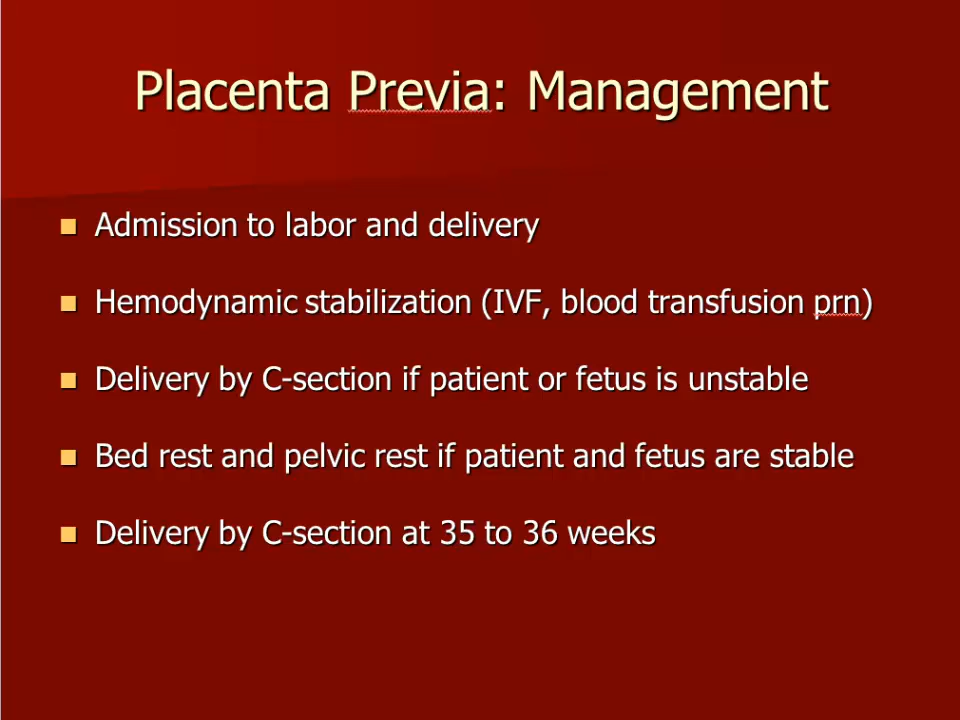 Placenta Previa: Management
Admission to labor and delivery
Hemodynamic stabilization (IVF, blood transfusion prn)
Delivery by C-section if patient or fetus is unstable
Bed rest and pelvic rest if patient and fetus are stable
Delivery by C-section at 35 to 36 weeks